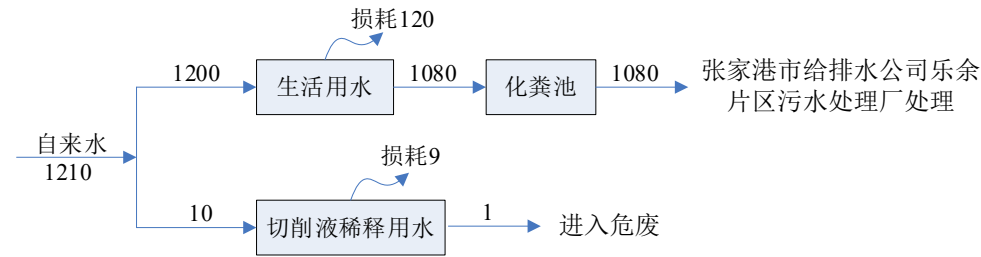 损耗120
1200
生活用水
1080
化粪池
1080
张家港市给排水公司乐余
片区污水处理厂处理
自来水
1210
损耗9
10
切削液稀释用水
1
进入危废